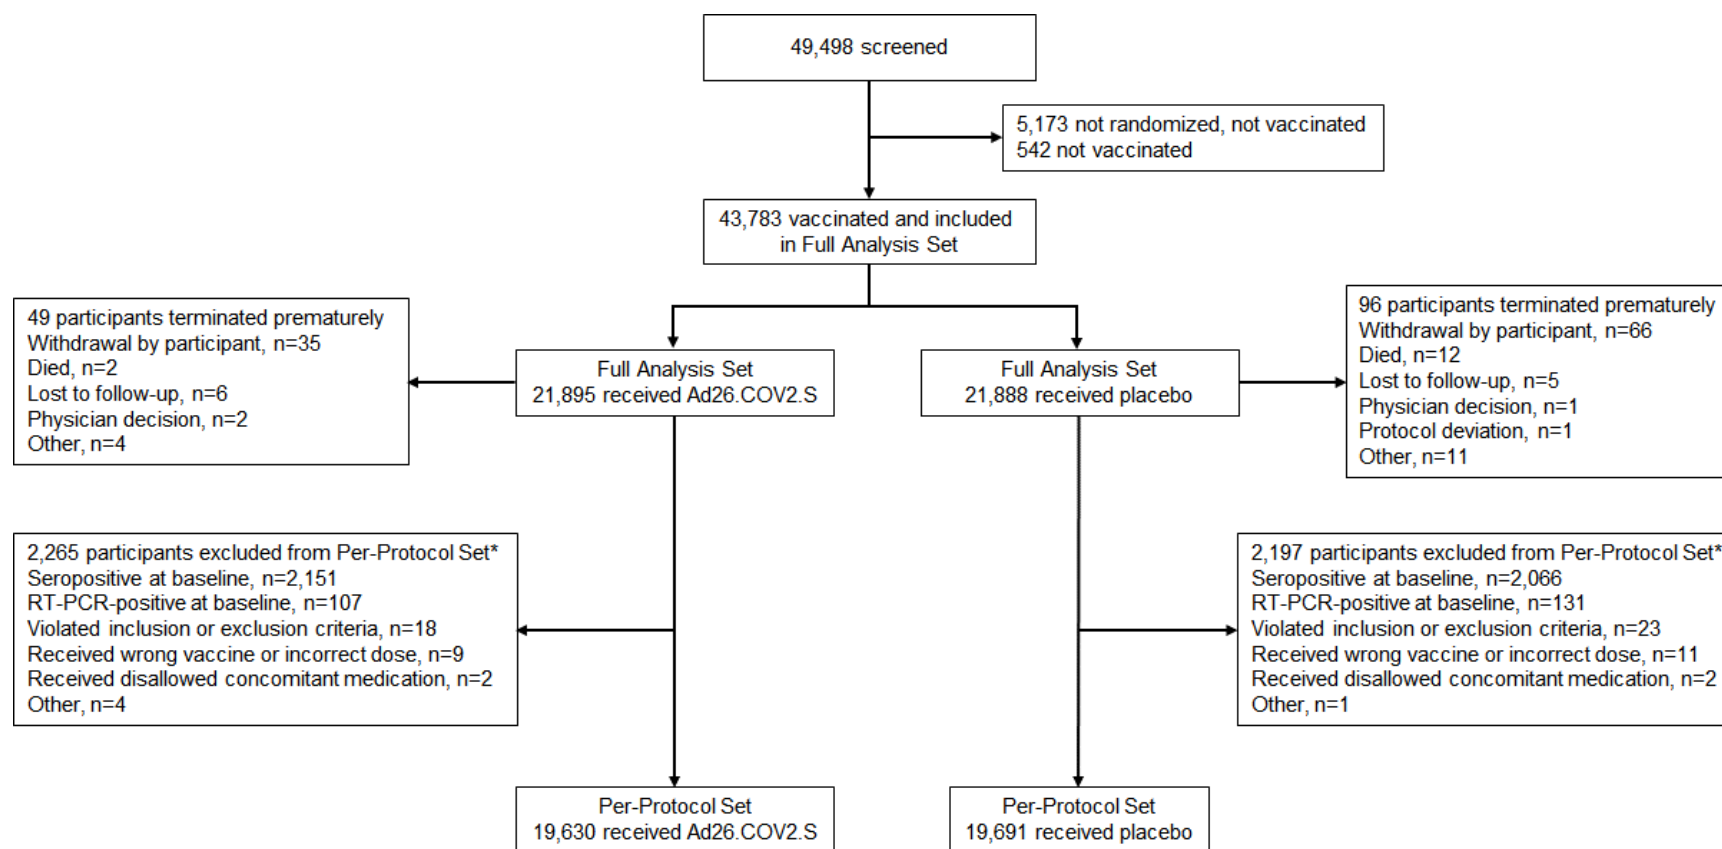 49,498 screened
5,173 not randomized, not vaccinated
542 not vaccinated
43,783 vaccinated and included
in Full Analysis Set
49 participants terminated prematurely
Withdrawal by participant, n=35
Died, n=2
Lost to follow-up, n=6
Physician decision, n=2
Other, n=4
Full Analysis Set
21,895 received Ad26.COV2.S
Full Analysis Set
21,888 received placebo
96 participants terminated prematurely
Withdrawal by participant, n=66
Died, n=12
Lost to follow-up, n=5
Physician decision, n=1
Protocol deviation, n=1
Other, n=11
2,265 participants excluded from Per-Protocol Set*
Seropositive at baseline, n=2,151
RT-PCR-positive at baseline, n=107
Violated inclusion or exclusion criteria, n=18
Received wrong vaccine or incorrect dose, n=9
Received disallowed concomitant medication, n=2
Other, n=4
2,197 participants excluded from Per-Protocol Set*
Seropositive at baseline, n=2,066
RT-PCR-positive at baseline, n=131
Violated inclusion or exclusion criteria, n=23
Received wrong vaccine or incorrect dose, n=11
Received disallowed concomitant medication, n=2
Other, n=1
Per-Protocol Set
19,630 received Ad26.COV2.S
Per-Protocol Set
19,691 received placebo